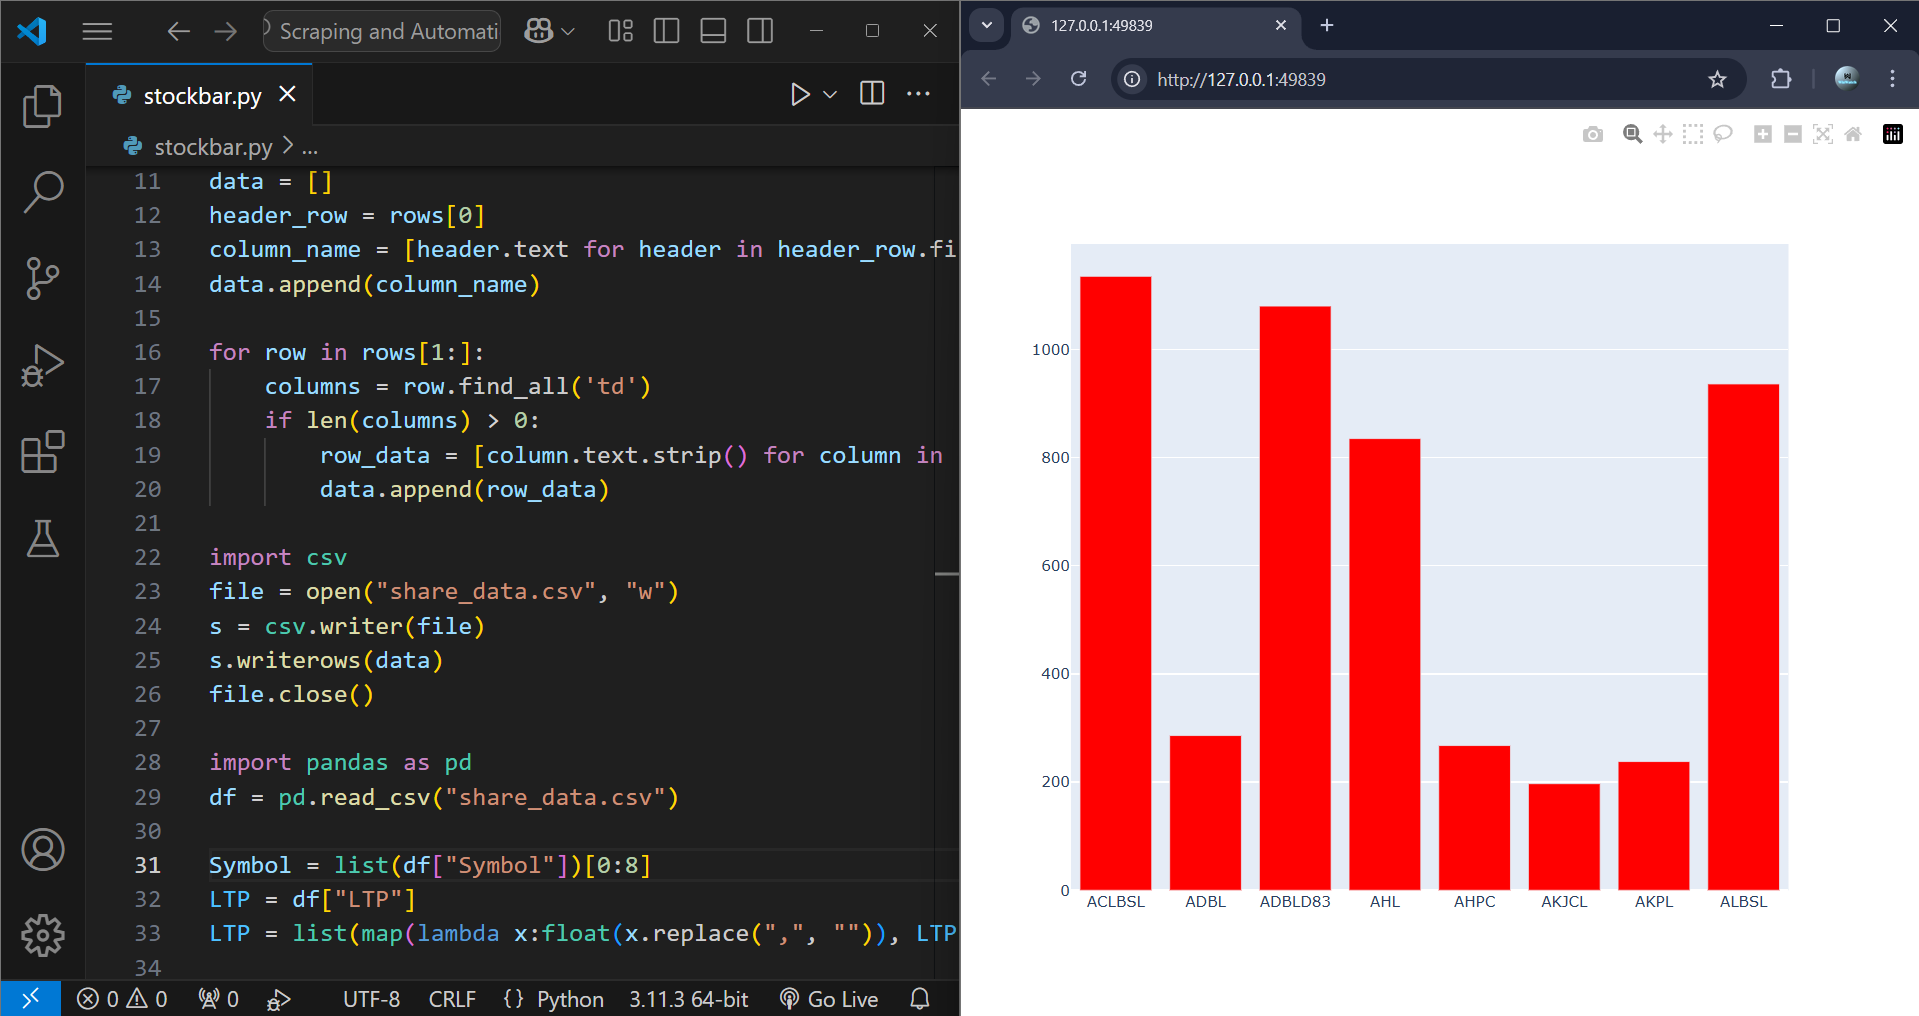 Scraping and Automati
stockbar.py
stockbar.py > ...
11 data = []
12 header_row = rows[0]
13 column_name = [header.text for header in header_row.fi
14 data.append(column_name)
15
16 for row in rows[1:]:
17 columns = row.find_all('td')
18 if len(columns) > 0:
19 row_data = [column.text.strip() for column in
20 data.append(row_data)
21
22 import csv
23 file = open("share_data.csv", "w")
24 s = csv.writer(file)
25 s.writerows(data)
26 file.close()
27
28 import pandas as pd
29 df = pd.read_csv("share_data.csv")
30
31 Symbol = list(df["Symbol"])[0:8]
32 LTP = df["LTP"]
33 LTP = list(map(lambda x:float(x.replace(",", "")), LTP
34
0 0 0 UTF-8 CRLF {} Python 3.11.3 64-bit Go Live
127.0.0.1:49839
http://127.0.0.1:49839
1000
800
600
400
200
0
ACLBSL ADBL ADBLD83 AHL AHPC AKJCL AKPL ALBSL